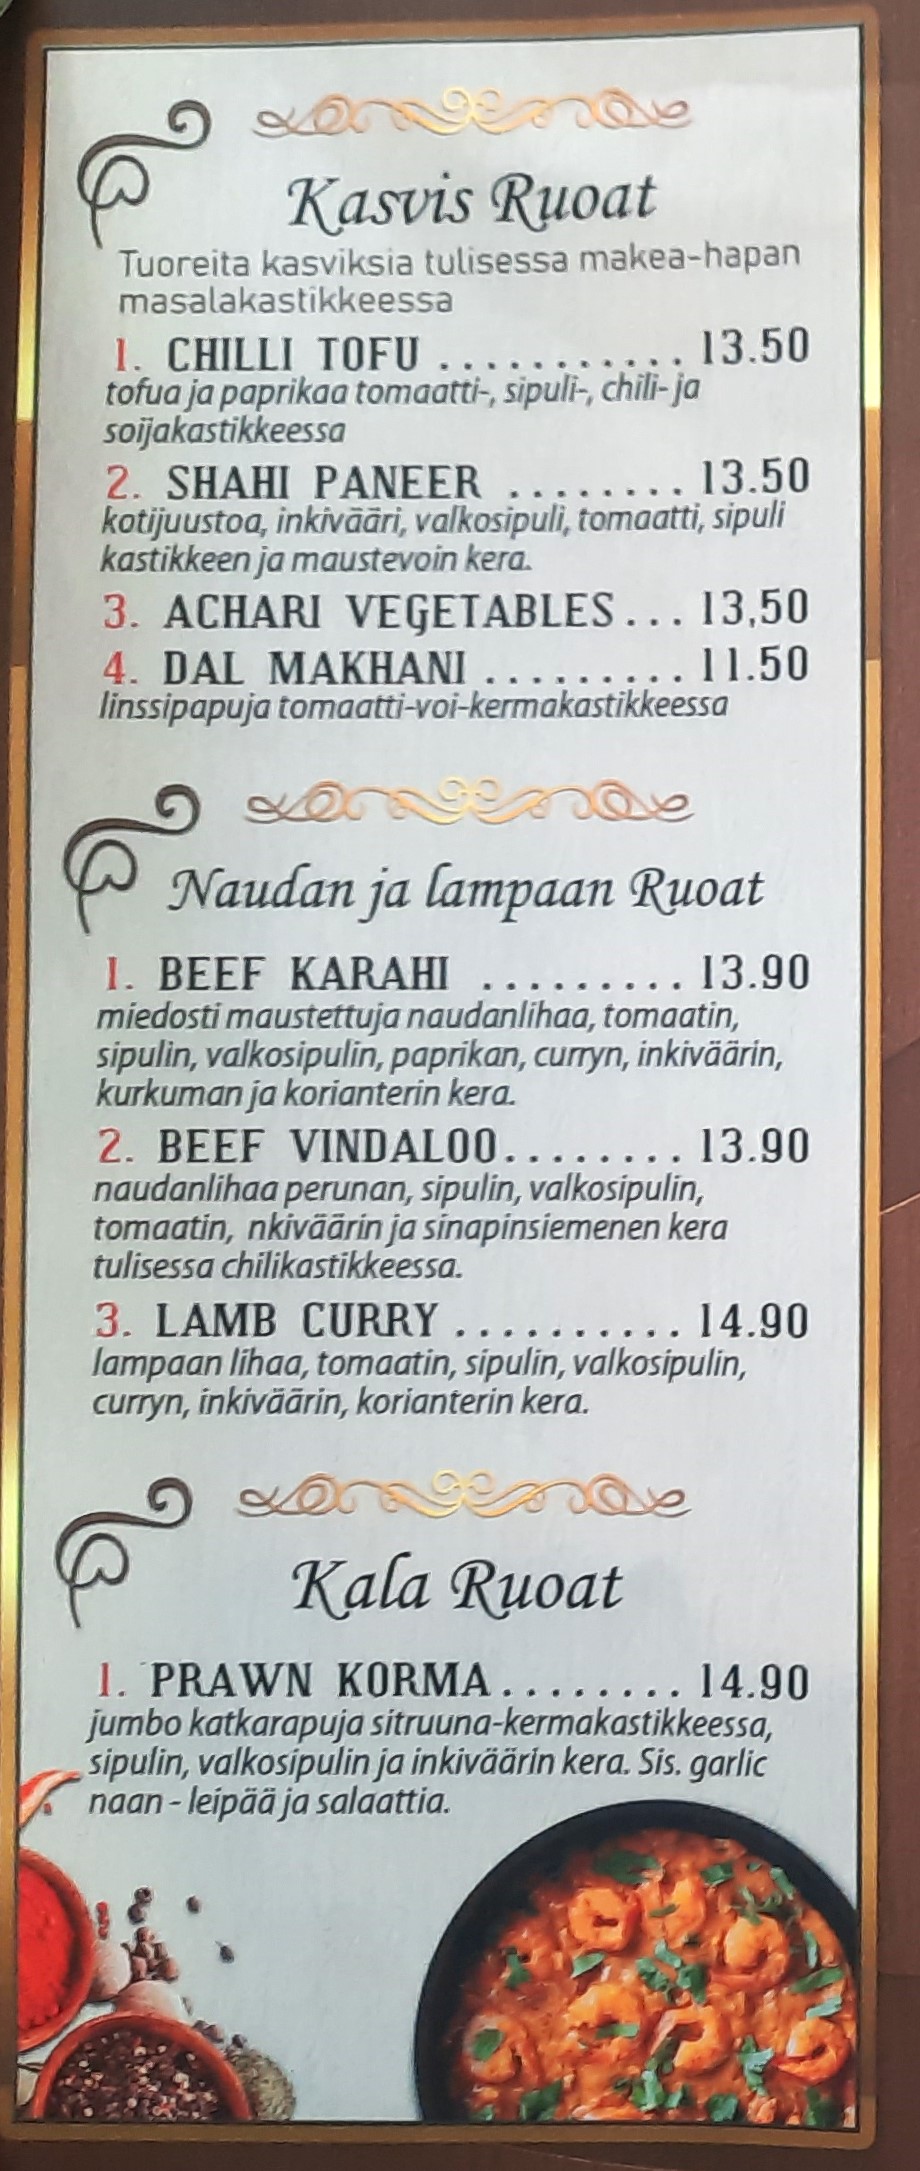 Kasvis Ruoat
Tuoreita kasviksia tulisessa makea-hapan
masalakastikkeessa
1. CHILLI TOFU ........... 13.50
tofua ja paprikaa tomaatti-, sipuli-, chili- ja
soijakastikkeessa
2. SHAHI PANEER ........ 13.50
kotijuustoa, inkivääri, valkosipuli, tomaatti, sipuli
kastikkeen ja maustevoin kera.
3. ACHARI VEGETABLES... 13,50
4. DAL MAKHANI ......... 11.50
linssipapuja tomaatti-voi-kermakastikkeessa
Naudan ja lampaan Ruoat
1. BEEF KARAHI ......... 13.90
miedosti maustettuja naudanlihaa, tomaatin,
sipulin, valkosipulin, paprikan, curryn, inkiväärin,
kurkuman ja korianterin kera.
2. BEEF VINDALOO........ 13.90
naudanlihaa perunan, sipulin, valkosipulin,
tomaatin, nkiväärin ja sinapinsiemenen kera
tulisessa chilikastikkeessa.
3. LAMB CURRY .......... 14.90
lampaan lihaa, tomaatin, sipulin, valkosipulin,
curryn, inkiväärin, korianterin kera.
Kala Ruoat
1. PRAWN KORMA........ 14.90
jumbo katkarapuja sitruuna-kermakastikkeessa,
sipulin, valkosipulin ja inkiväärin kera. Sis. garlic
naan - leipää ja salaattia.